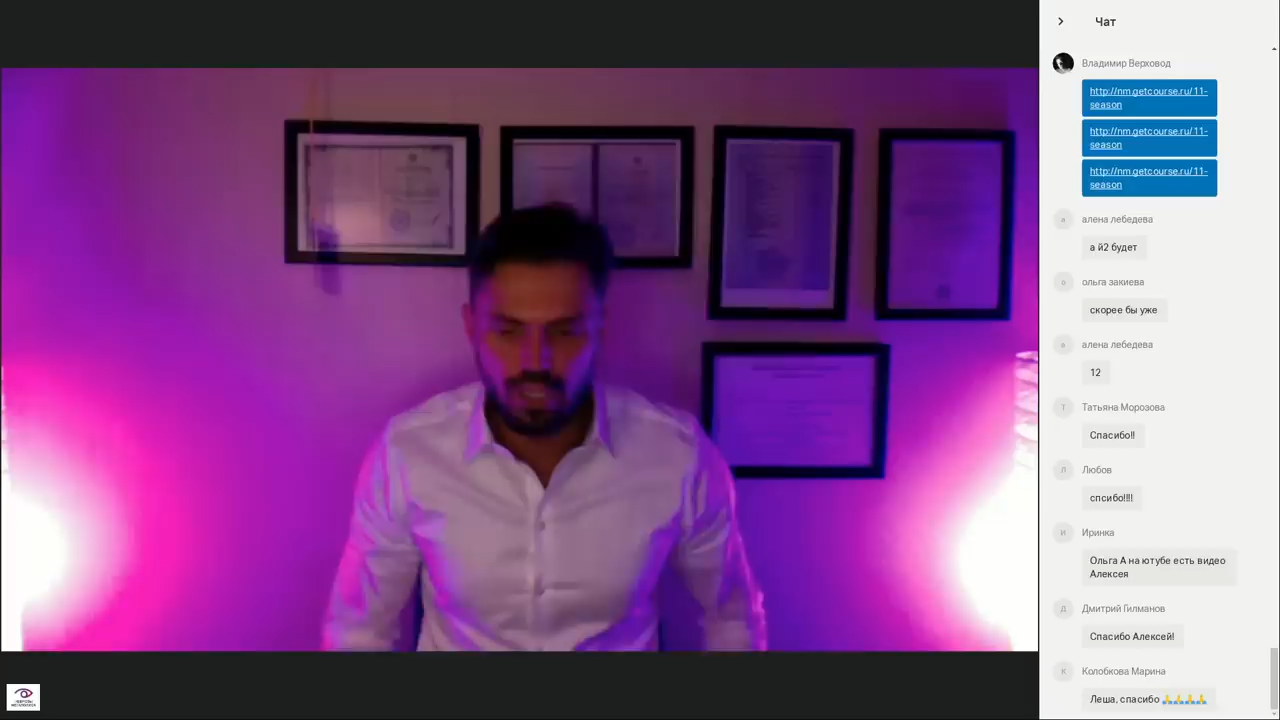 Чат
Владимир Верховод
http://nm.getcourse.ru/11-
season
http://nm.getcourse.ru/11-
season
http://nm.getcourse.ru/11-
season
алена лебедева
а й2 будет
ольга закиева
скорее бы уже
алена лебедева
12
Татьяна Морозова
Спасибо!!
Любов
спсибо!!!!
Иринка
Ольга А на ютубе есть видео
Алексея
Дмитрий Гилманов
Спасибо Алексей!
Колобкова Марина
Леша, спасибо 🙏🙏🙏🙏